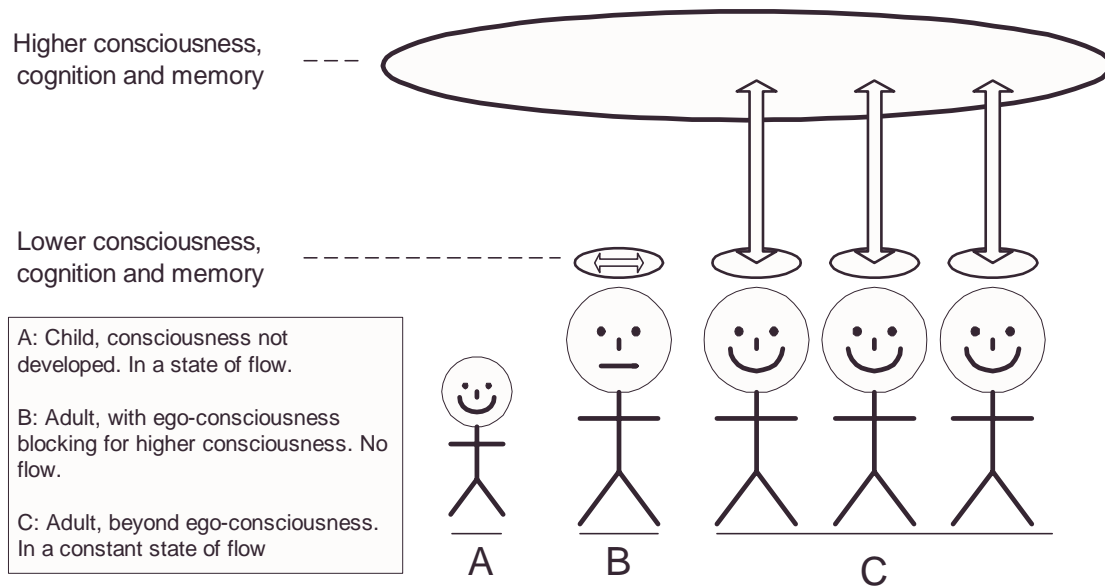 Higher consciousness,
cognition and memory
Lower consciousness,
cognition and memory
A: Child, consciousness not
developed. In a state of flow.
B: Adult, with ego-consciousness
blocking for higher consciousness. No
flow.
C: Adult, beyond ego-consciousness.
In a constant state of flow
A
B
C